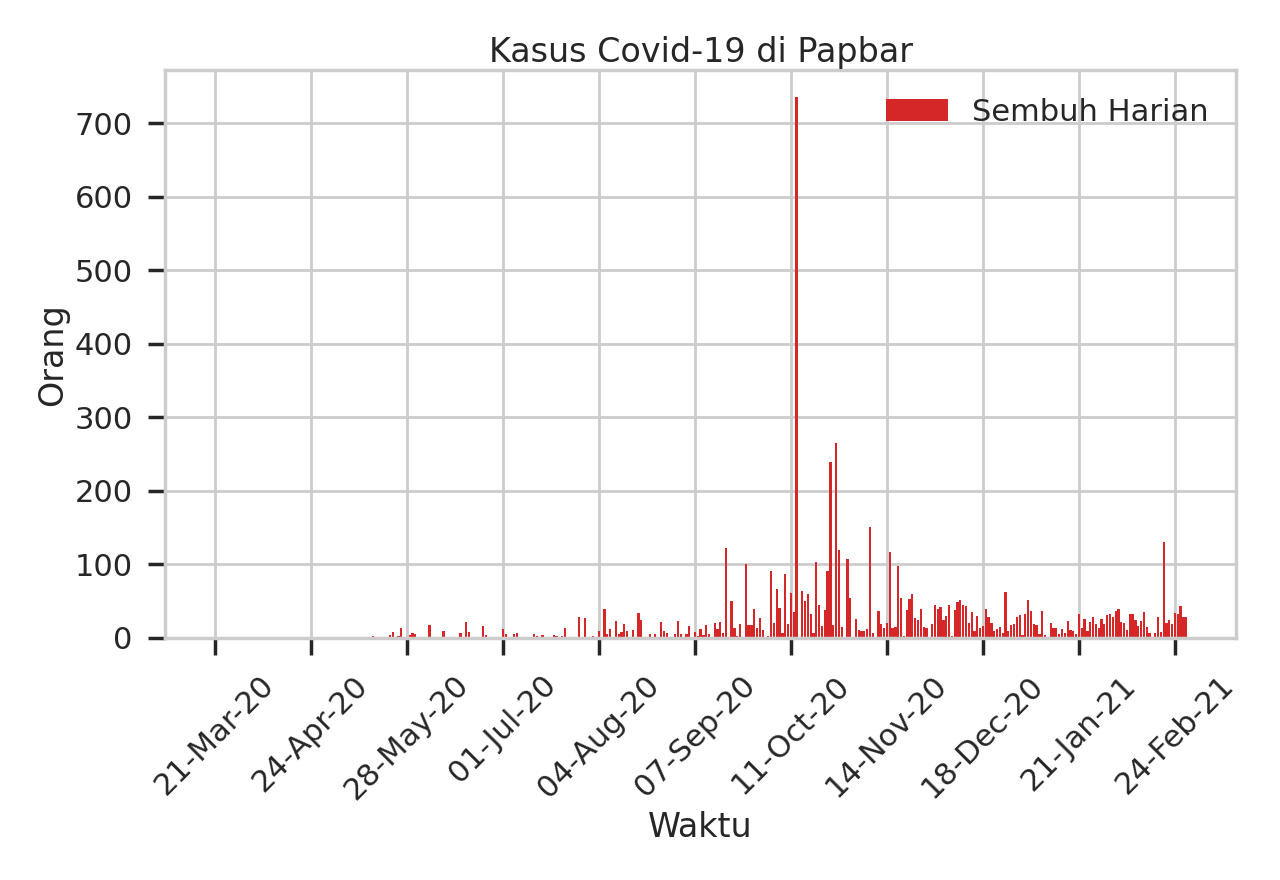 Kasus Covid-19 di Papbar
Sembuh Harian
Orang
700
600
500
400
300
200
100
0
21-Mar-20
24-Apr-20
28-May-20
01-Jul-20
04-Aug-20
07-Sep-20
11-Oct-20
14-Nov-20
18-Dec-20
21-Jan-21
24-Feb-21
Waktu